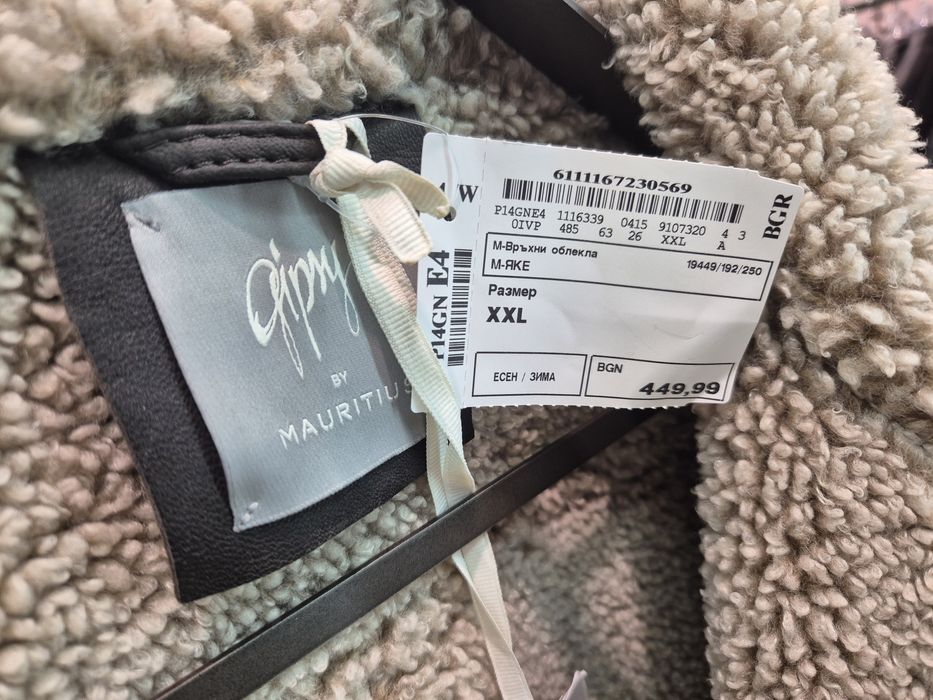 gipsy
BY
MAURITIUS
P14GN E4
W
6111167230569
P14GNE4 1116339 0415 9107320 4 3
0IVP 485 63 26 XXL A
BGR
М-Връхни облекла
М-ЯКЕ 19449/192/250
Размер
XXL
ЕСЕН / ЗИМА
BGN
449,99